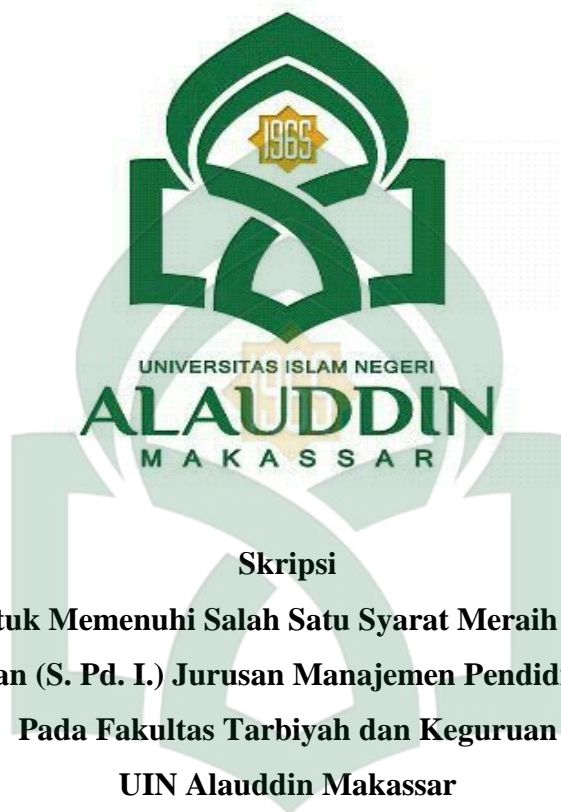 1965
UNIVERSITAS ISLAM NEGERI
ALAUDDIN
MAKASSAR
Skripsi
tuk Memenuhi Salah Satu Syarat Meraih
an (S. Pd. I.) Jurusan Manajemen Pendidi
Pada Fakultas Tarbiyah dan Keguruan
UIN Alauddin Makassar